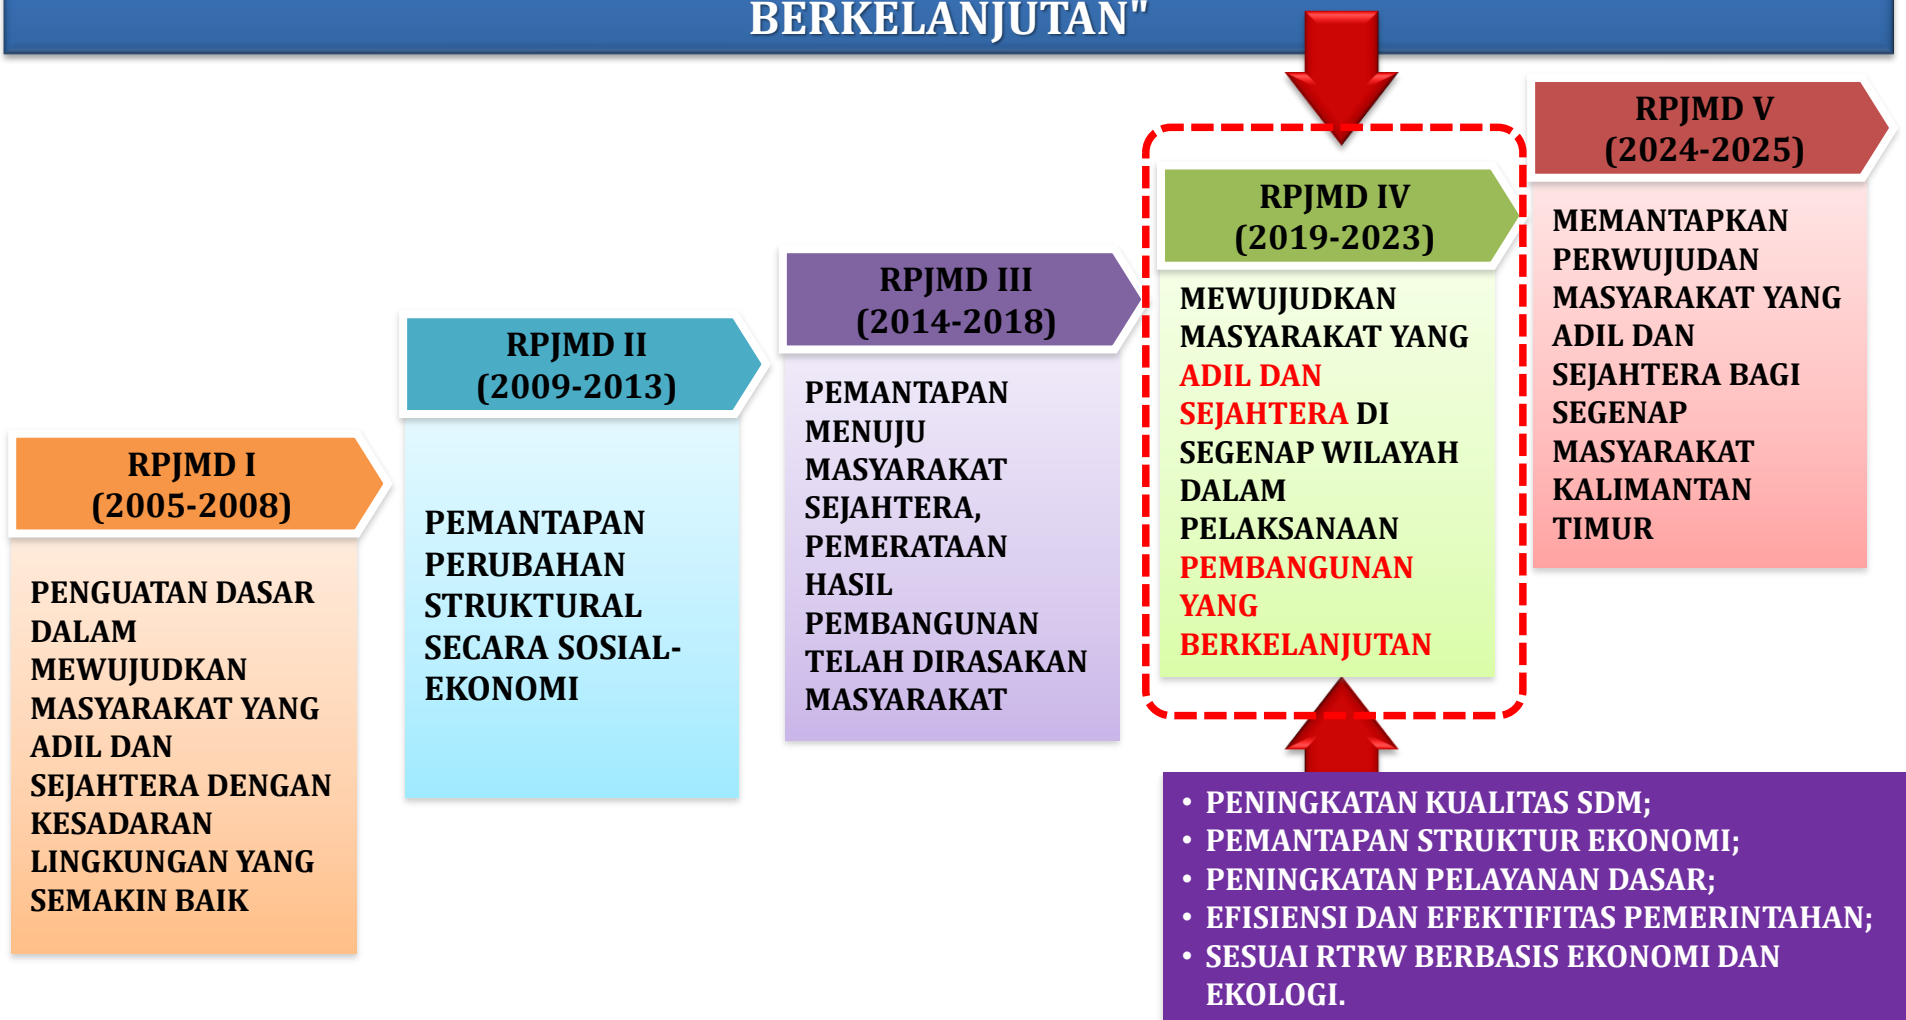 BERKELANJUTAN"
RPJMD I
(2005-2008)
PENGUATAN DASAR
DALAM
MEWUJUDKAN
MASYARAKAT YANG
ADIL DAN
SEJAHTERA DENGAN
KESADARAN
LINGKUNGAN YANG
SEMAKIN BAIK
RPJMD II
(2009-2013)
PEMANTAPAN
PERUBAHAN
STRUKTURAL
SECARA SOSIAL-
EKONOMI
RPJMD III
(2014-2018)
PEMANTAPAN
MENUJU
MASYARAKAT
SEJAHTERA,
PEMERATAAN
HASIL
PEMBANGUNAN
TELAH DIRASAKAN
MASYARAKAT
RPJMD IV
(2019-2023)
MEWUJUDKAN
MASYARAKAT YANG
ADIL DAN
SEJAHTERA DI
SEGENAP WILAYAH
DALAM
PELAKSANAAN
PEMBANGUNAN
YANG
BERKELANJUTAN
RPJMD V
(2024-2025)
MEMANTAPKAN
PERWUJUDAN
MASYARAKAT YANG
ADIL DAN
SEJAHTERA BAGI
SEGENAP
MASYARAKAT
KALIMANTAN
TIMUR
• PENINGKATAN KUALITAS SDM;
• PEMANTAPAN STRUKTUR EKONOMI;
• PENINGKATAN PELAYANAN DASAR;
• EFISIENSI DAN EFEKTIFITAS PEMERINTAHAN;
• SESUAI RTRW BERBASIS EKONOMI DAN
EKOLOGI.